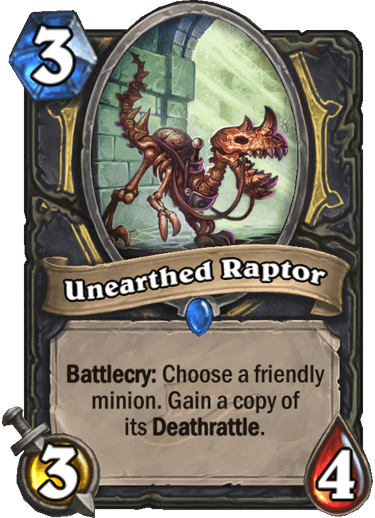 3
Unearthed Raptor
Battlecry: Choose a friendly
minion. Gain a copy of
its Deathrattle.
3
4